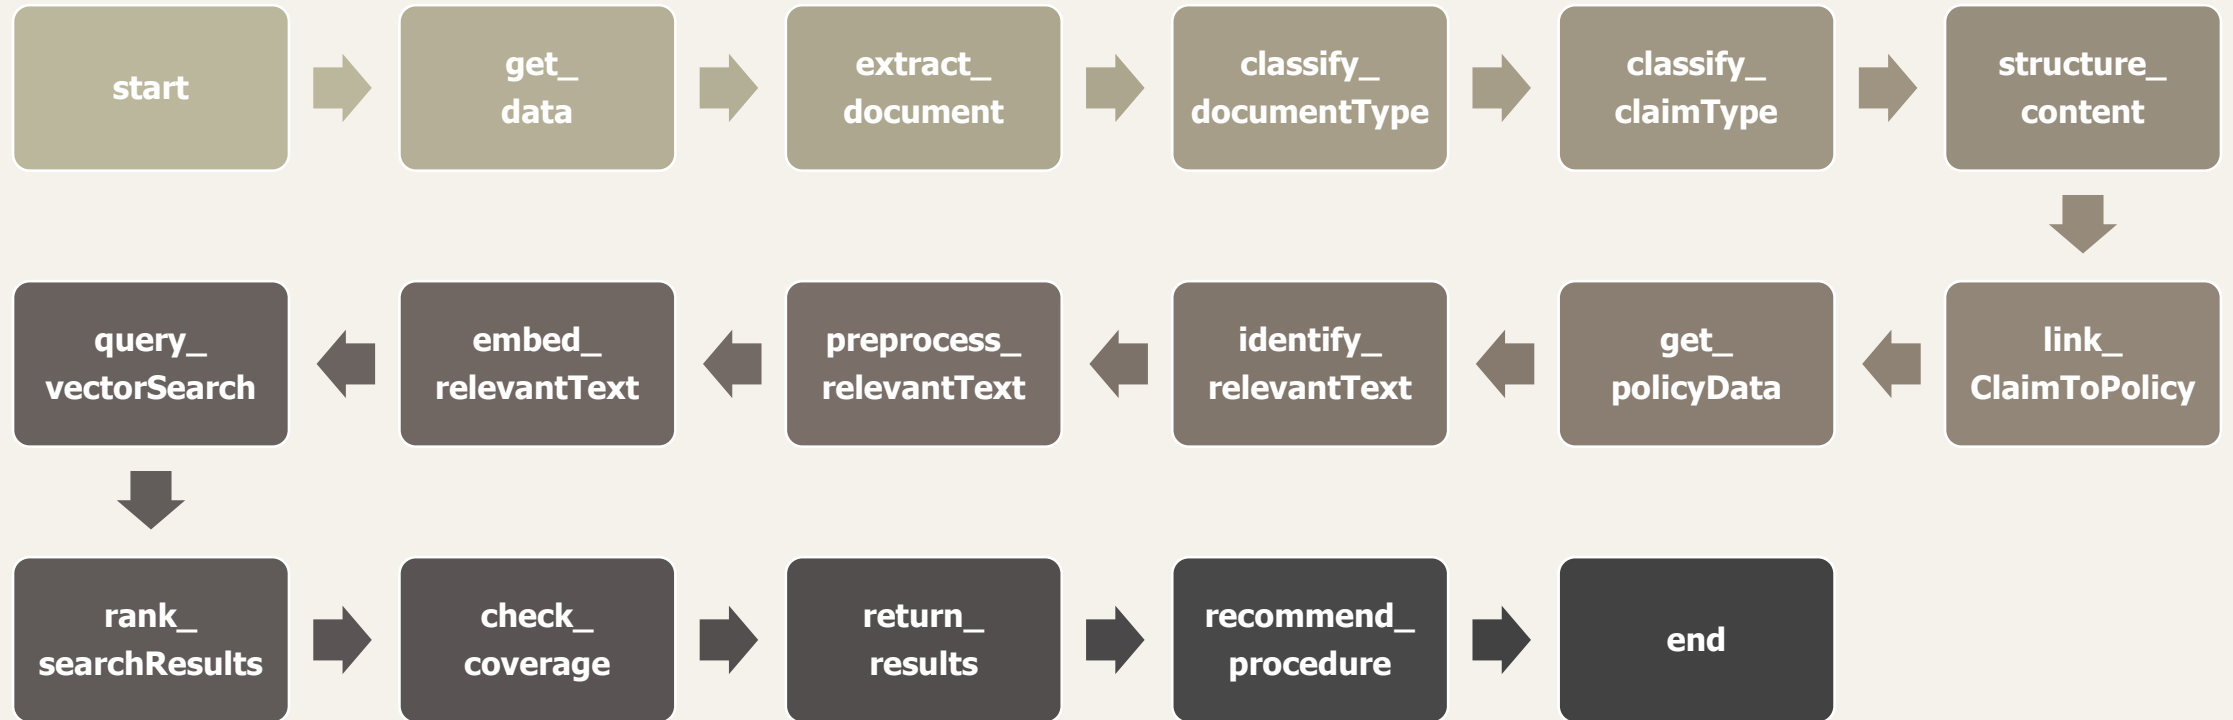 start
get_
data
extract_
document
classify_
documentType
classify_
claimType
structure_
content
link_
ClaimToPolicy
get_
policyData
identify_
relevantText
preprocess_
relevantText
embed_
relevantText
query_
vectorSearch
rank_
searchResults
check_
coverage
return_
results
recommend_
procedure
end